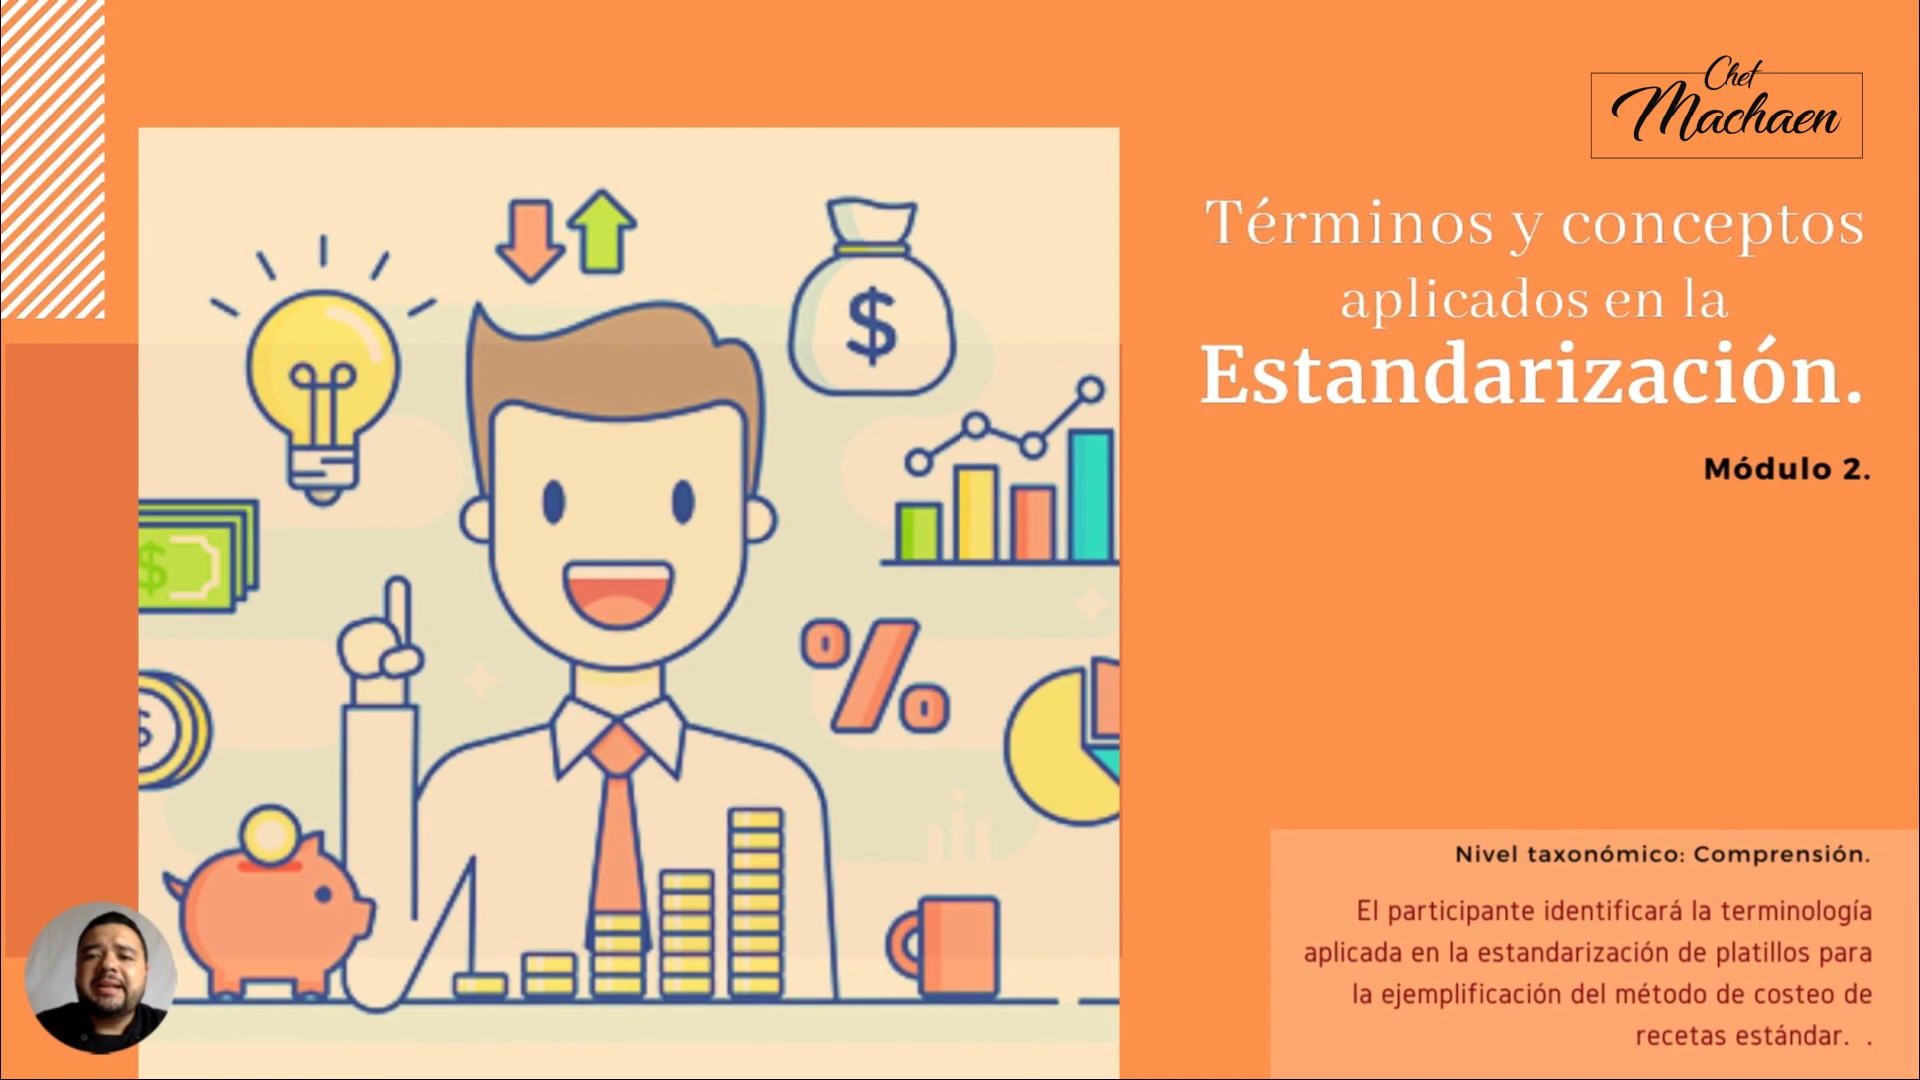 Chef
Machaen
Términos y conceptos
aplicados en la
Estandarización.
Módulo 2.
$
$
$
%
Nivel taxonómico: Comprensión.
El participante identificará la terminología
aplicada en la estandarización de platillos para
la ejemplificación del método de costeo de
recetas estándar.  .